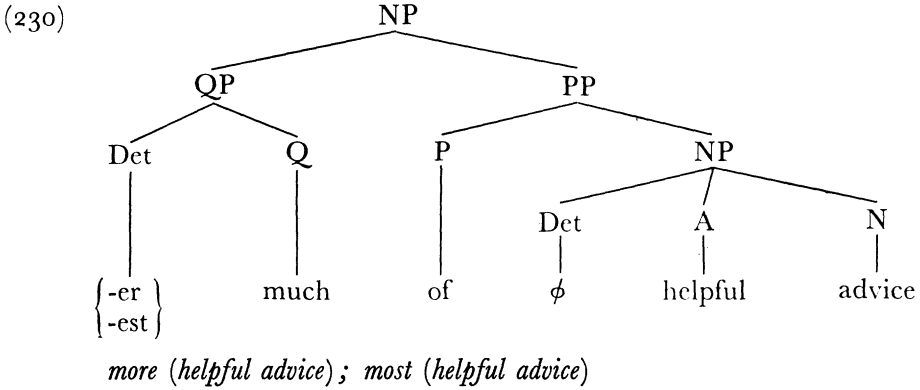 (230) NP
QP PP
Det Q P NP
Det A N
{-er
-est} much of ϕ helpful advice
more (helpful advice); most (helpful advice)